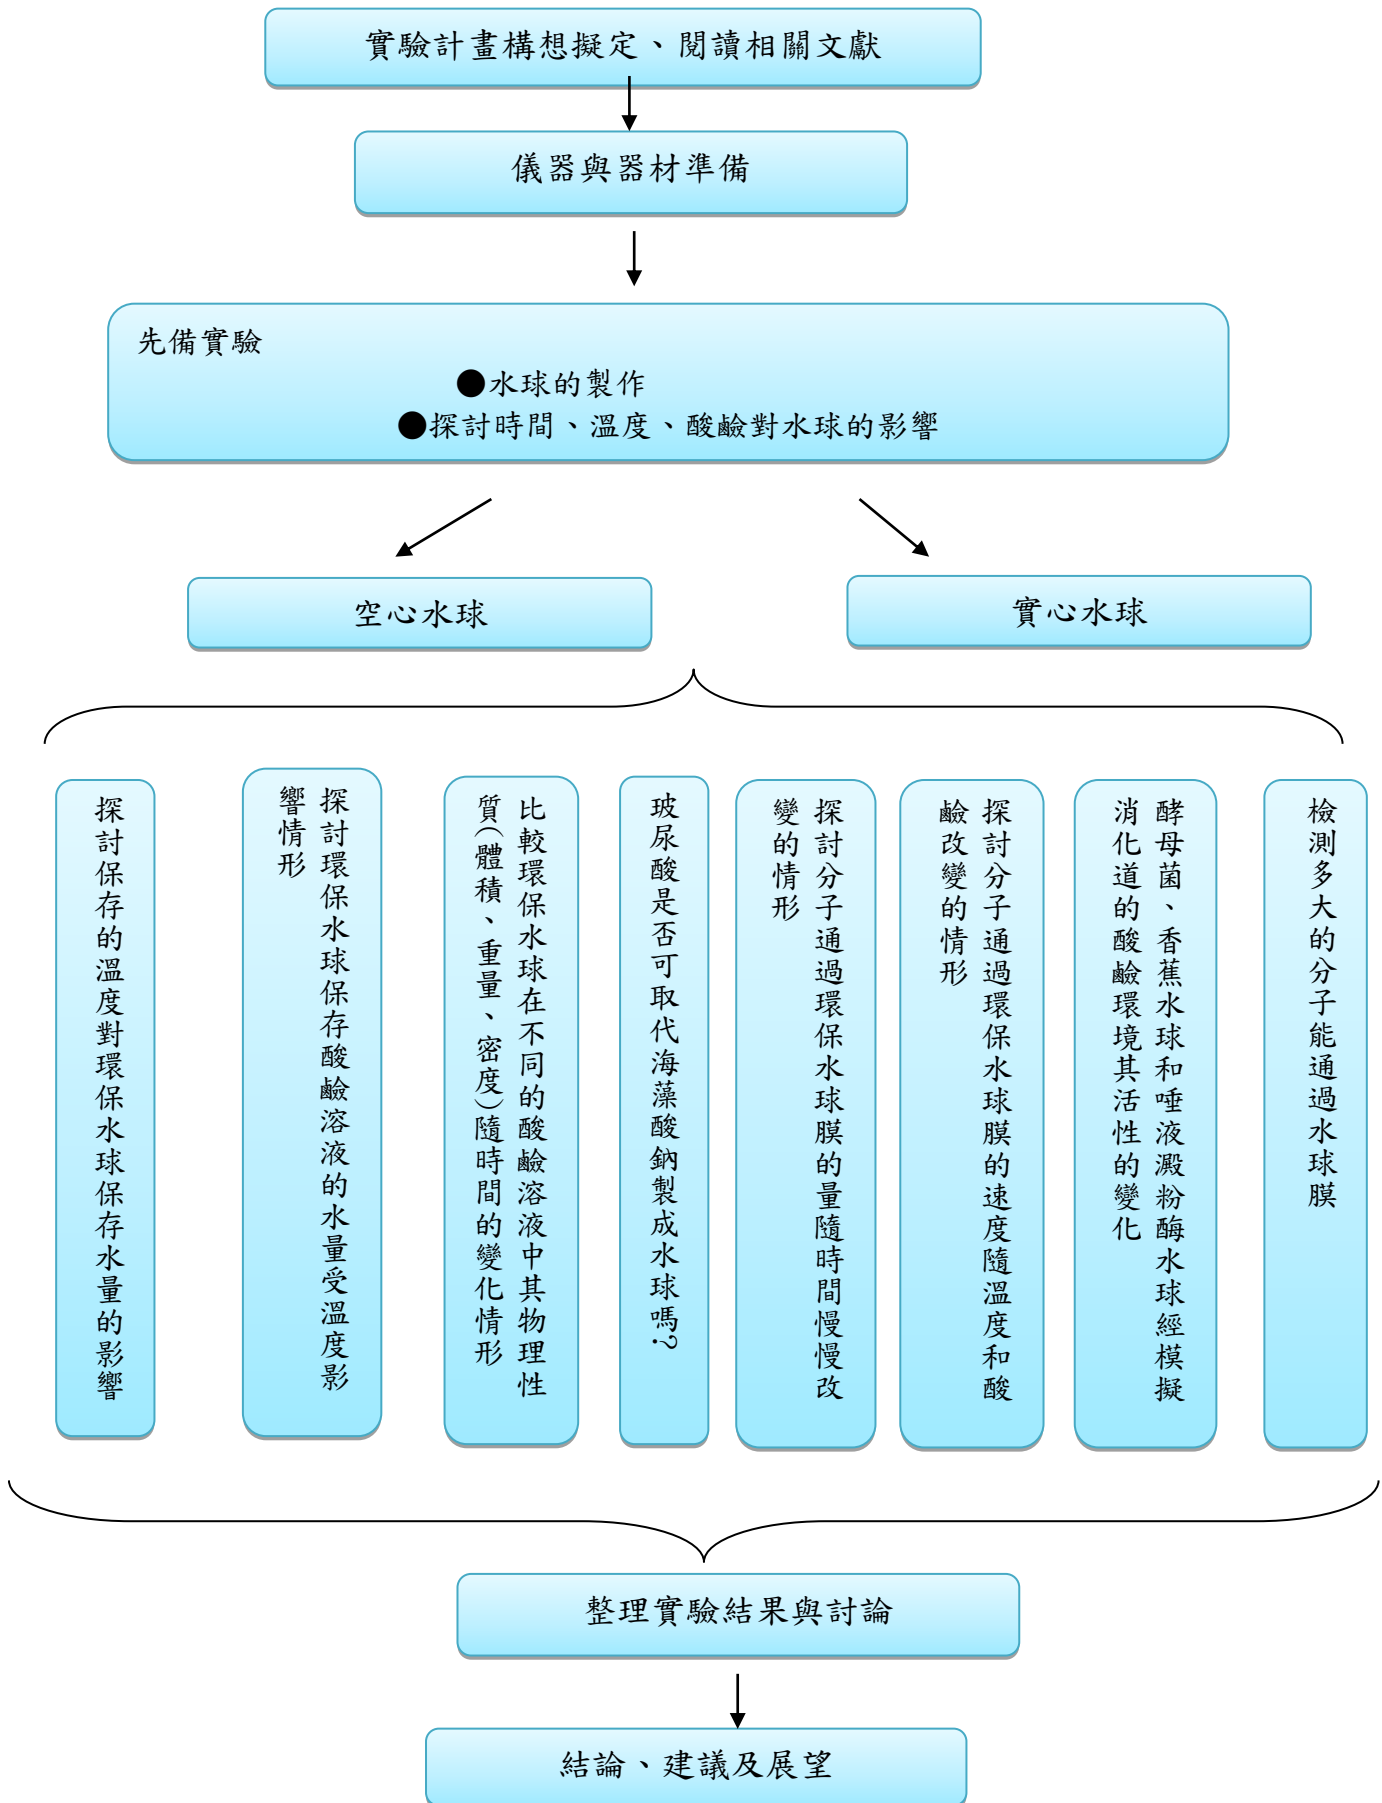 實驗計畫構想擬定、閱讀相關文獻
儀器與器材準備
先備實驗
●水球的製作
●探討時間、溫度、酸鹼對水球的影響
空心水球
實心水球
探討保存的溫度對環保水球保存水量的影響
探討環保水球保存酸鹼溶液的水量受溫度影
響情形
比較環保水球在不同的酸鹼溶液中其物理性
質(體積、重量、密度)隨時間的變化情形
玻尿酸是否可取代海藻酸鈉製成水球嗎?
探討分子通過環保水球膜的量隨時間慢慢改
變的情形
探討分子通過環保水球膜的速度隨溫度和酸
鹼改變的情形
酵母菌、香蕉水球和唾液澱粉酶水球經模擬
消化道的酸鹼環境其活性的變化
檢測多大的分子能通過水球膜
整理實驗結果與討論
結論、建議及展望